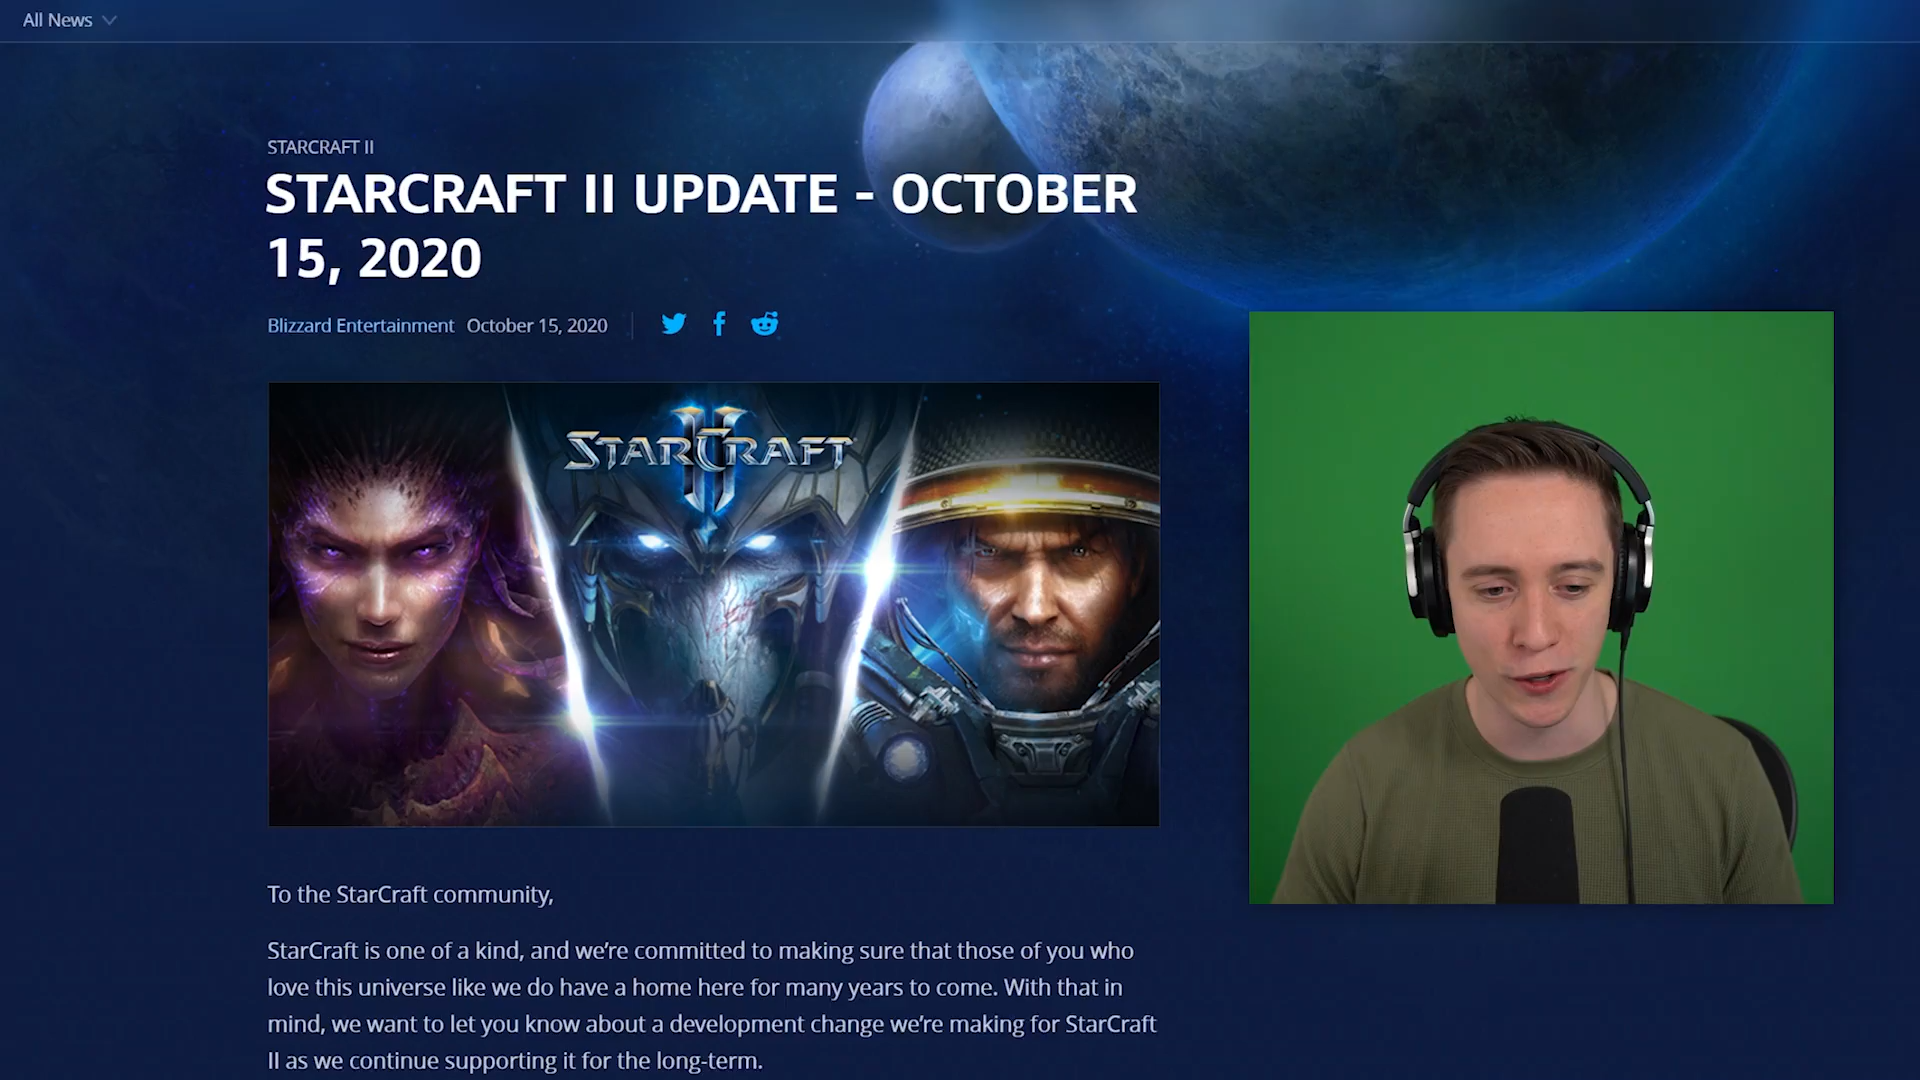 All News
STARCRAFT II
STARCRAFT II UPDATE - OCTOBER
15, 2020
Blizzard Entertainment October 15, 2020
STARCRAFT
II
To the StarCraft community,
StarCraft is one of a kind, and we’re committed to making sure that those of you who
love this universe like we do have a home here for many years to come. With that in
mind, we want to let you know about a development change we’re making for StarCraft
II as we continue supporting it for the long-term.